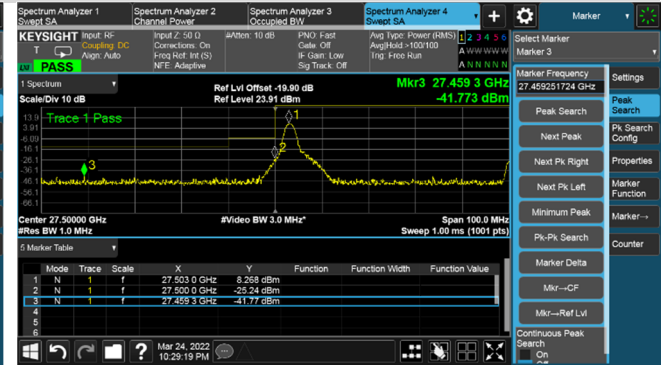 Spectrum Analyzer 1
Swept SA
Spectrum Analyzer 2
Channel Power
Spectrum Analyzer 3
Occupied BW
Spectrum Analyzer 4
Swept SA
+
Marker
KEYSIGHT
Input: RF
Coupling: DC
Align: Auto
Input Z: 50 Ω
Corrections: On
Freq Ref: Int (S)
NFE: Adaptive
#Atten: 10 dB
PNO: Fast
Gate: Off
IF Gain: Low
Sig Track: Off
Avg Type: Power (RMS)
Avg|Hold:>100/100
Trig: Free Run
1 2 3 4 5 6
A W W W W W
A N N N N N
T
LXI
PASS
1 Spectrum
Scale/Div 10 dB
Ref Lvl Offset -19.90 dB
Ref Level 23.91 dBm
Mkr3 27.459 3 GHz
-41.773 dBm
Trace 1 Pass
13.9
3.91
-6.09
-16.1
-26.1
-36.1
-46.1
-56.1
-66.1
1
2
3
Center 27.50000 GHz
#Res BW 1.0 MHz
#Video BW 3.0 MHz*
Span 100.0 MHz
Sweep 1.00 ms (1001 pts)
5 Marker Table
Mode Trace Scale X Y Function Function Width Function Value
1 N 1 f 27.503 0 GHz 8.268 dBm
2 N 1 f 27.500 0 GHz -25.24 dBm
3 N 1 f 27.459 3 GHz -41.77 dBm
4
5
6
?
Mar 24, 2022
10:29:19 PM
Select Marker
Marker 3
Marker Frequency
27.459251724 GHz
Peak Search
Next Peak
Next Pk Right
Next Pk Left
Minimum Peak
Pk-Pk Search
Marker Delta
Mkr→CF
Mkr→Ref Lvl
Continuous Peak
Search
On
Off
Settings
Peak
Search
Pk Search
Config
Properties
Marker
Function
Marker→
Counter